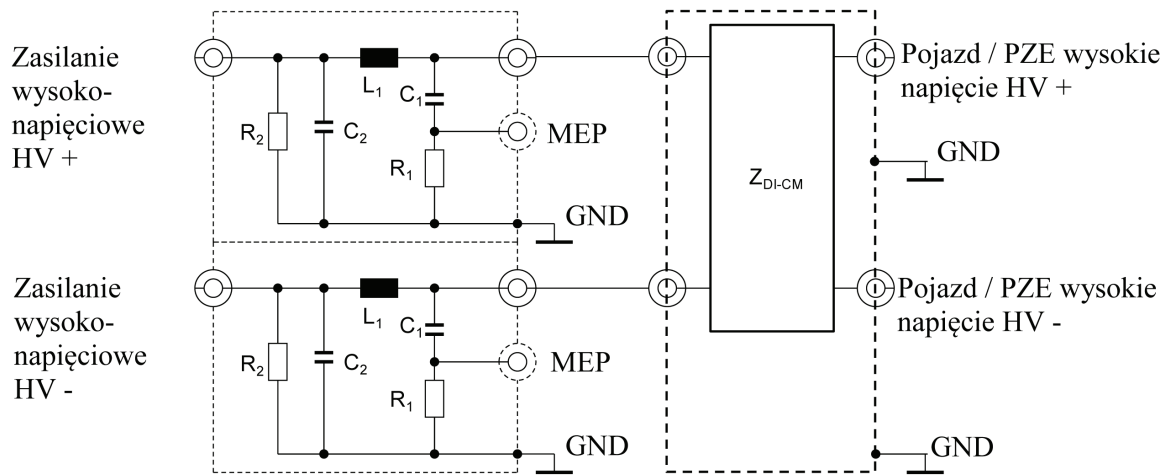 Zasilanie
wysoko-
napięciowe
HV +
L₁
C₁
R₂
C₂
R₁
MEP
GND
Z_DI-CM
Pojazd / PZE wysokie
napięcie HV +
GND
Zasilanie
wysoko-
napięciowe
HV -
L₁
C₁
R₂
C₂
R₁
MEP
GND
Pojazd / PZE wysokie
napięcie HV -
GND